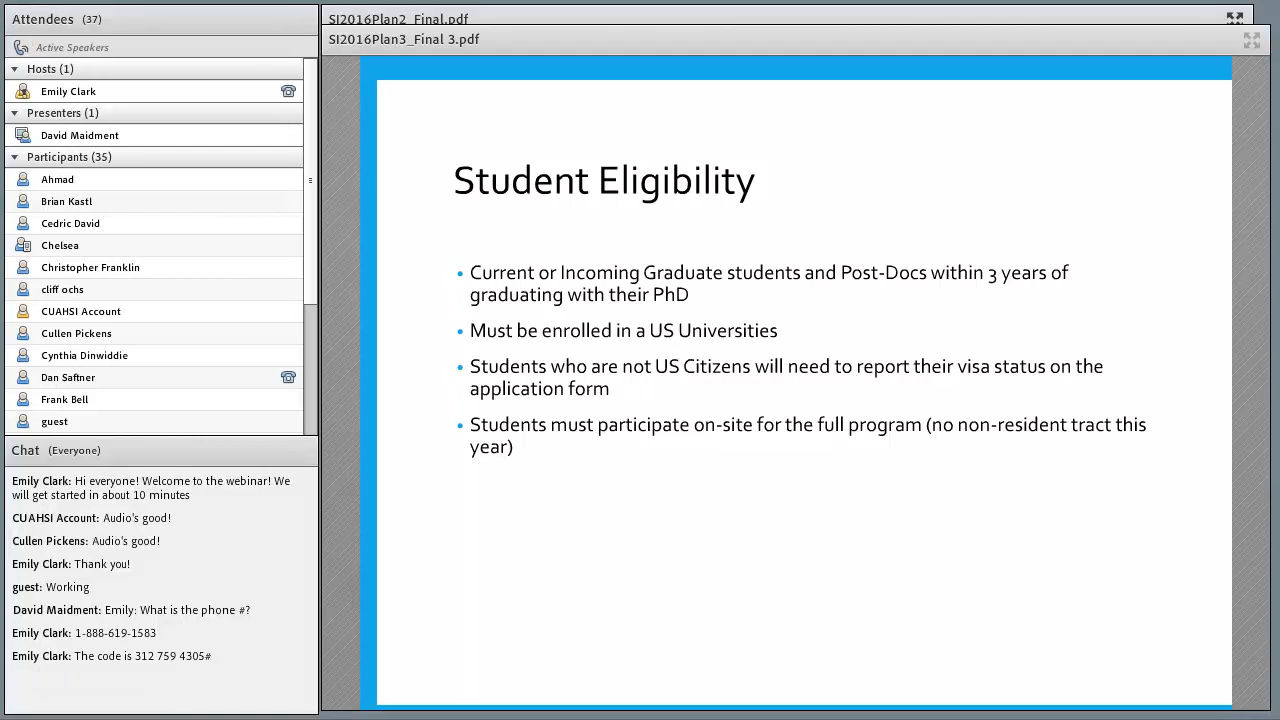 Attendees (37)
Active Speakers
Hosts (1)
Emily Clark
Presenters (1)
David Maidment
Participants (35)
Ahmad
Brian Kastl
Cedric David
Chelsea
Christopher Franklin
cliff ochs
CUAHSI Account
Cullen Pickens
Cynthia Dinwiddie
Dan Saftner
Frank Bell
guest
Chat (Everyone)
Emily Clark: Hi everyone! Welcome to the webinar! We
will get started in about 10 minutes
CUAHSI Account: Audio's good!
Cullen Pickens: Audio's good!
Emily Clark: Thank you!
guest: Working
David Maidment: Emily: What is the phone #?
Emily Clark: 1-888-619-1583
Emily Clark: The code is 312 759 4305#
SI2016Plan2_Final.pdf
SI2016Plan3_Final 3.pdf
Student Eligibility
• Current or Incoming Graduate students and Post-Docs within 3 years of
graduating with their PhD
• Must be enrolled in a US Universities
• Students who are not US Citizens will need to report their visa status on the
application form
• Students must participate on-site for the full program (no non-resident tract this
year)